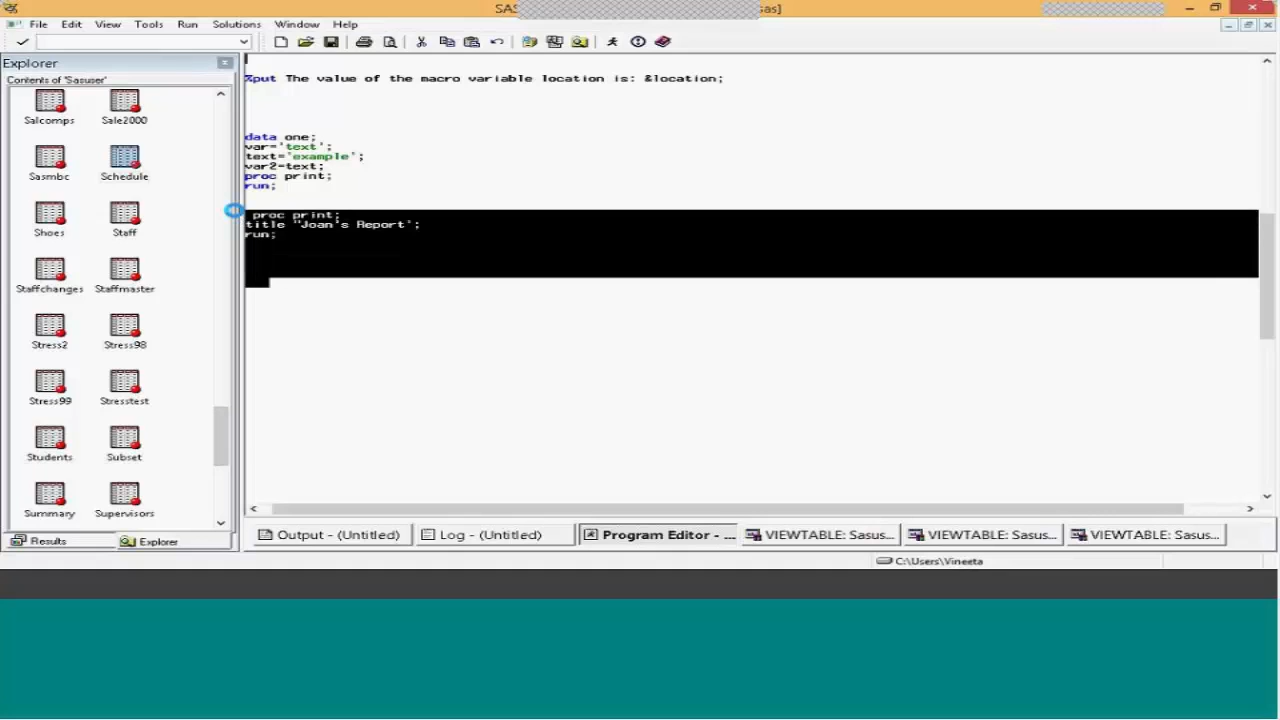 SAS
sas]
File Edit View Tools Run Solutions Window Help
Explorer
Contents of 'Sasuser'
Salcomps Sale2000
Sasmbc Schedule
Shoes Staff
Staffchanges Staffmaster
Stress2 Stress98
Stress99 Stresstest
Students Subset
Summary Supervisors
Results Explorer
%put The value of the macro variable location is: &location;
data one;
var='text';
text='example';
var2=text;
proc print;
run;
proc print;
title "Joan's Report';
run;
Output - (Untitled) Log - (Untitled) Program Editor - ... VIEWTABLE: Sasus... VIEWTABLE: Sasus... VIEWTABLE: Sasus...
C:\Users\Vineeta